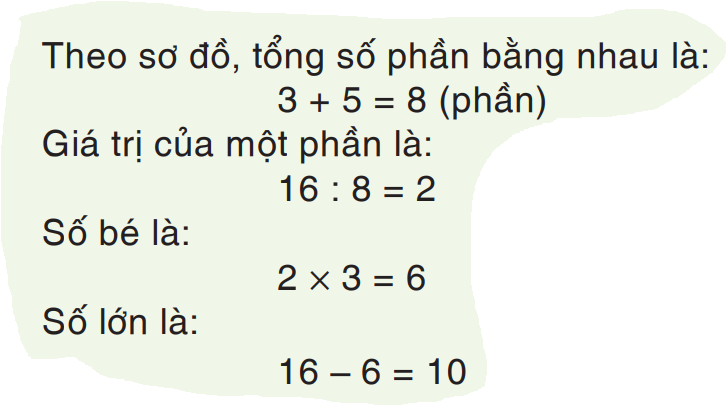 Theo sơ đồ, tổng số phần bằng nhau là:
3 + 5 = 8 (phần)
Giá trị của một phần là:
16 : 8 = 2
Số bé là:
2 × 3 = 6
Số lớn là:
16 – 6 = 10